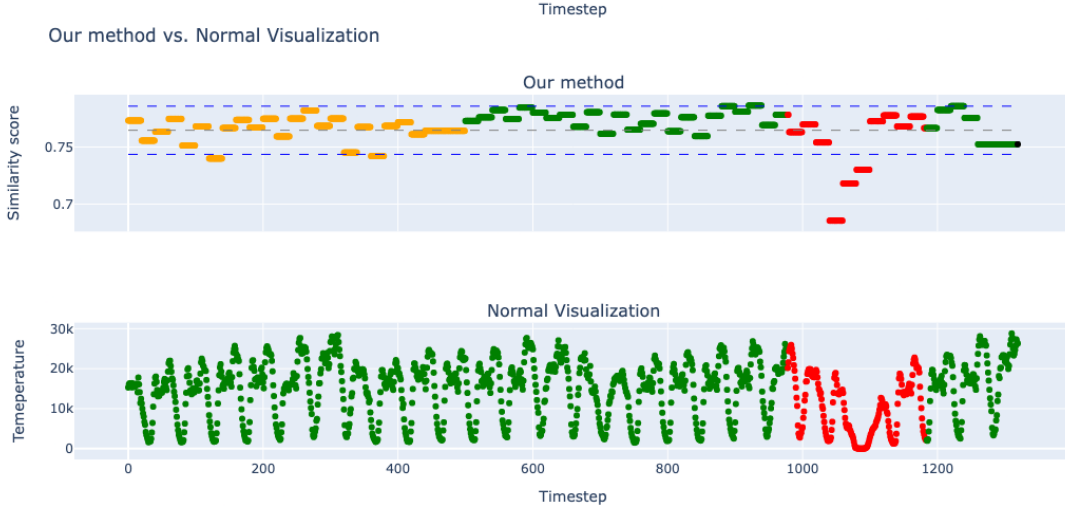 Timestep
Our method vs. Normal Visualization
Our method
Similarity score
0.75
0.7
Normal Visualization
Temeperature
30k
20k
10k
0
0 200 400 600 800 1000 1200
Timestep